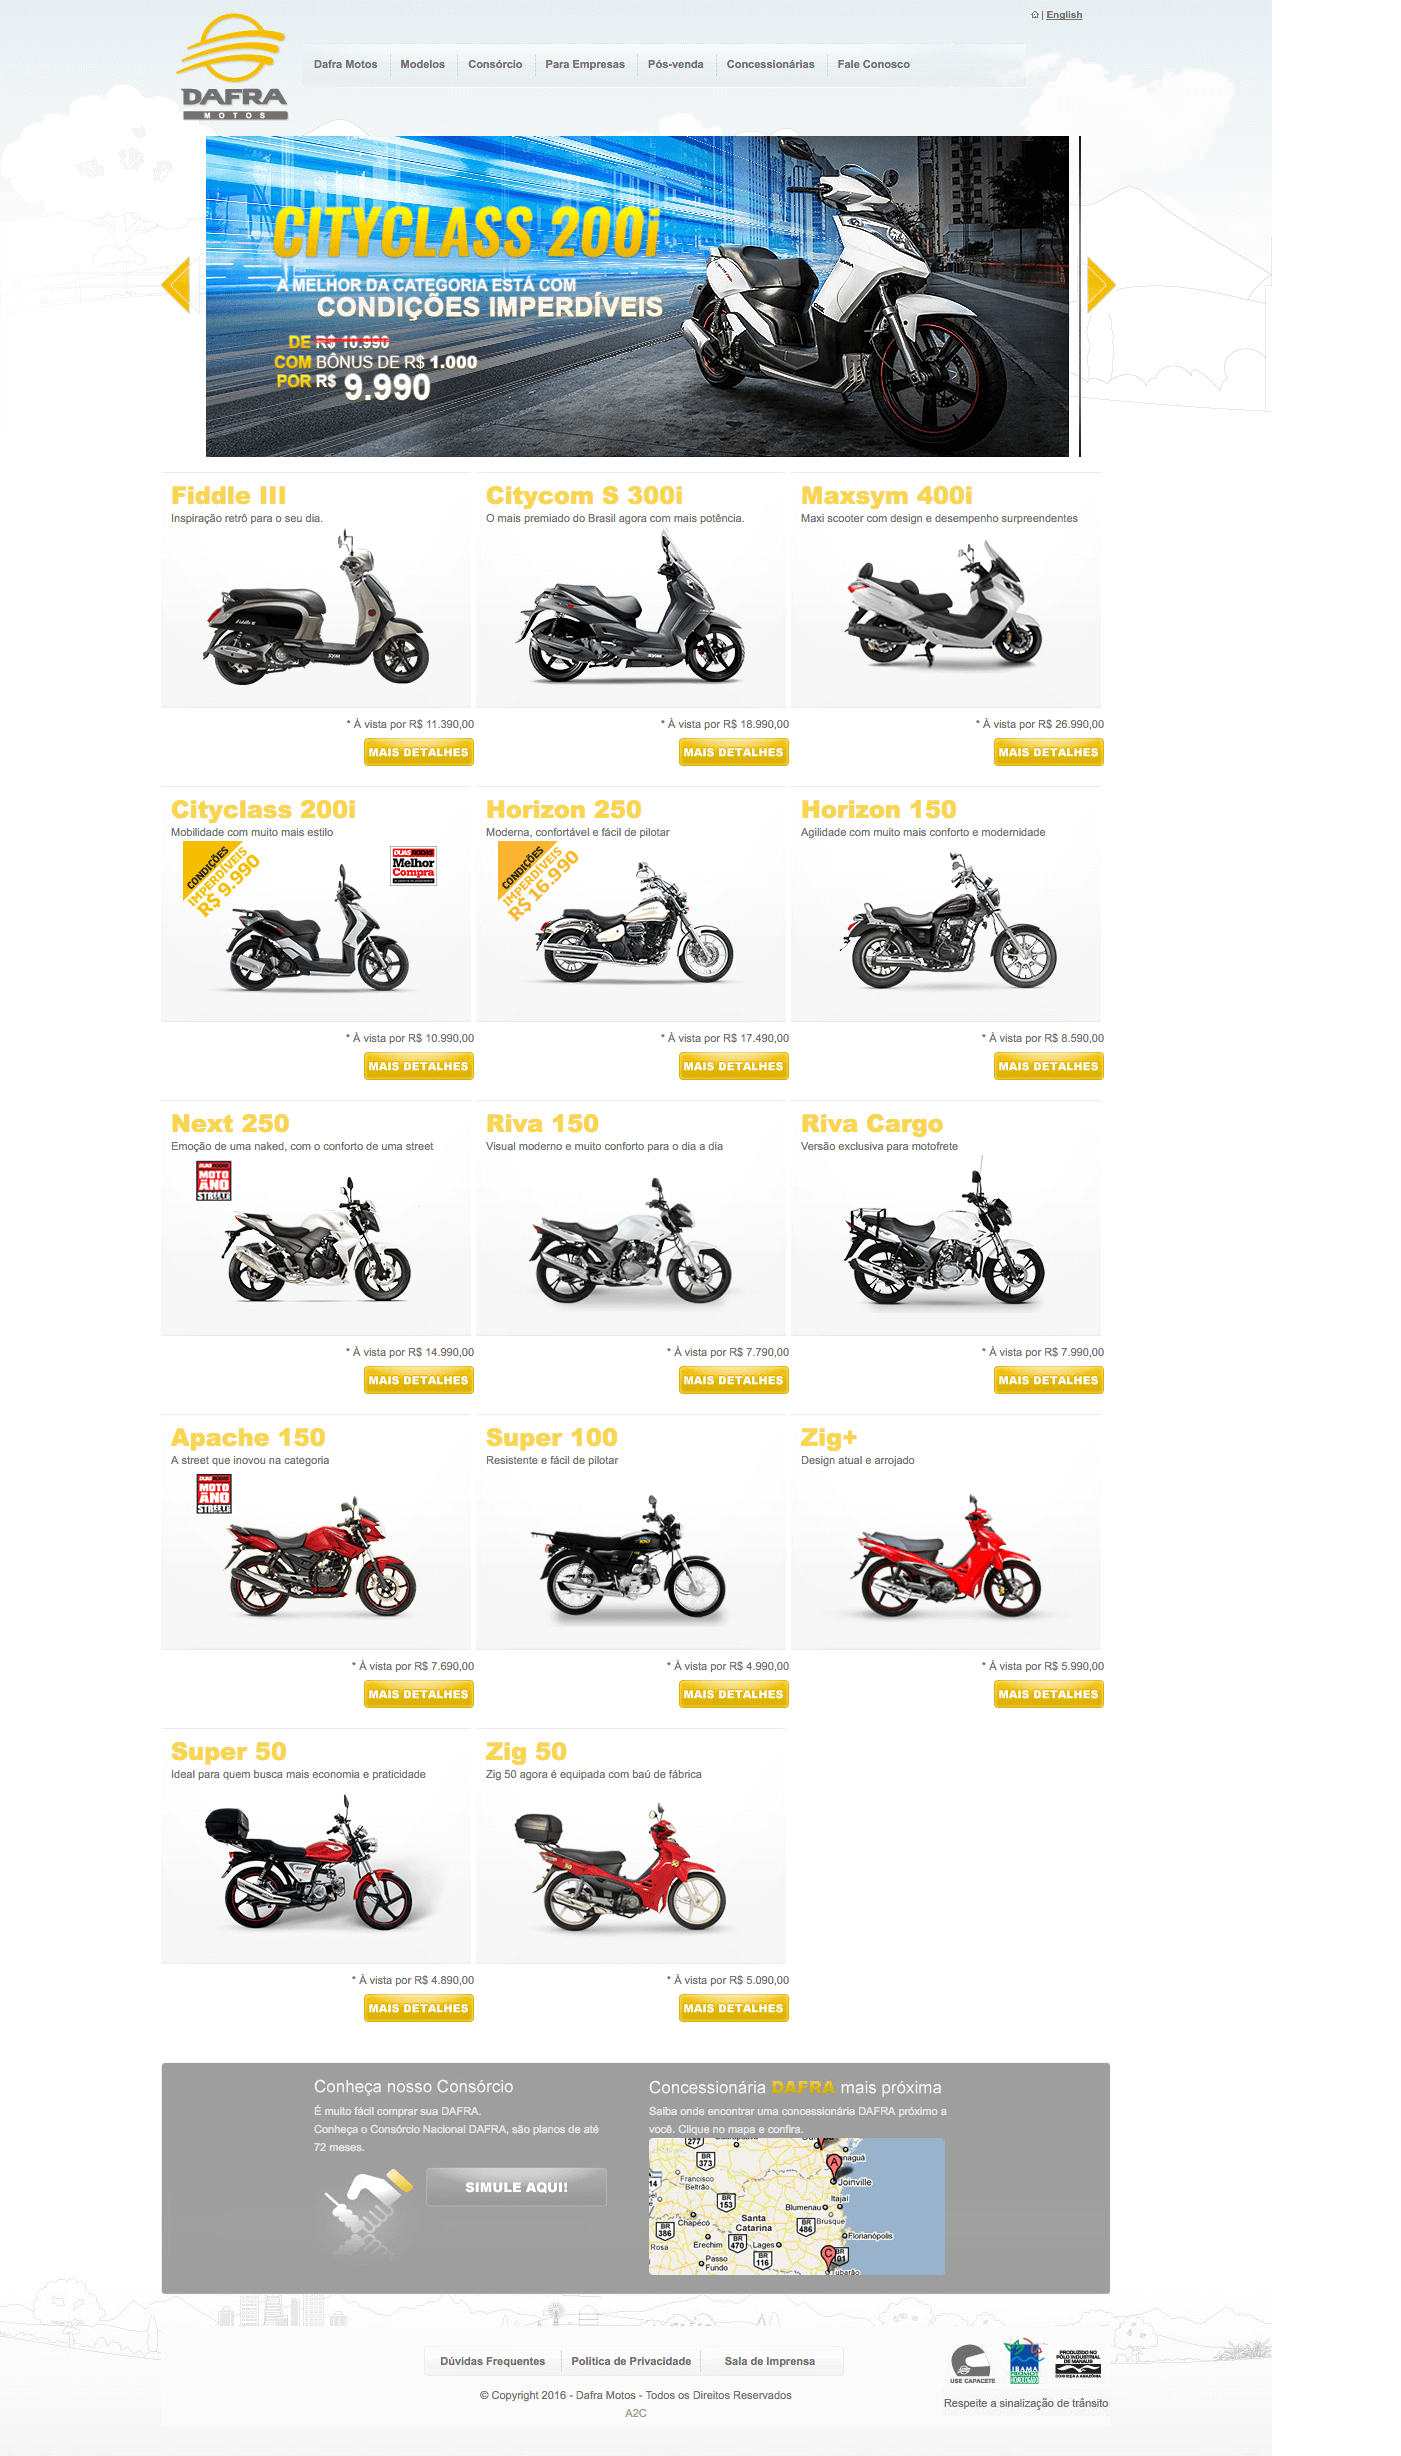 | English
DAFRA
MOTOS
Dafra Motos
Modelos
Consórcio
Para Empresas
Pós-venda
Concessionárias
Fale Conosco
CITYCLASS 200i
A MELHOR DA CATEGORIA ESTÁ COM
CONDIÇÕES IMPERDÍVEIS
DE R$ 10.990
COM BÔNUS DE R$ 1.000
POR R$ 9.990
Fiddle III
Inspiração retrô para o seu dia.
* À vista por R$ 11.390,00
MAIS DETALHES
Citycom S 300i
O mais premiado do Brasil agora com mais potência.
* À vista por R$ 18.990,00
MAIS DETALHES
Maxsym 400i
Maxi scooter com design e desempenho surpreendentes
* À vista por R$ 26.990,00
MAIS DETALHES
Cityclass 200i
Mobilidade com muito mais estilo
CONDIÇÕES
IMPERDÍVEIS
R$ 9.990
DUAS RODAS
Melhor
Compra
* À vista por R$ 10.990,00
MAIS DETALHES
Horizon 250
Moderna, confortável e fácil de pilotar
CONDIÇÕES
IMPERDÍVEIS
R$ 16.990
* À vista por R$ 17.490,00
MAIS DETALHES
Horizon 150
Agilidade com muito mais conforto e modernidade
* À vista por R$ 8.590,00
MAIS DETALHES
Next 250
Emoção de uma naked, com o conforto de uma street
DUAS RODAS
MOTO
ANO
STREET
* À vista por R$ 14.990,00
MAIS DETALHES
Riva 150
Visual moderno e muito conforto para o dia a dia
* À vista por R$ 7.790,00
MAIS DETALHES
Riva Cargo
Versão exclusiva para motofrete
* À vista por R$ 7.990,00
MAIS DETALHES
Apache 150
A street que inovou na categoria
DUAS RODAS
MOTO
ANO
STREET
* À vista por R$ 7.690,00
MAIS DETALHES
Super 100
Resistente e fácil de pilotar
* À vista por R$ 4.990,00
MAIS DETALHES
Zig+
Design atual e arrojado
* À vista por R$ 5.990,00
MAIS DETALHES
Super 50
Ideal para quem busca mais economia e praticidade
* À vista por R$ 4.890,00
MAIS DETALHES
Zig 50
Zig 50 agora é equipada com baú de fábrica
* À vista por R$ 5.090,00
MAIS DETALHES
Conheça nosso Consórcio
É muito fácil comprar sua DAFRA.
Conheça o Consórcio Nacional DAFRA, são planos de até
72 meses.
SIMULE AQUI!
Concessionária DAFRA mais próxima
Saiba onde encontrar uma concessionária DAFRA próximo a
você. Clique no mapa e confira.
277
BR
373
Francisco
Beltrão
14
BR
153
A
Joinville
Itajaí
Blumenau
Brusque
BR
486
Chapecó
Santa
Catarina
BR
386
Florianópolis
Rosa
Erechim
BR
470
Lages
BR
116
Passo
Fundo
C
Tubarão
Dúvidas Frequentes
Politica de Privacidade
Sala de Imprensa
© Copyright 2016 - Dafra Motos - Todos os Direitos Reservados
A2C
USE CAPACETE
IBAMA
PRODUZIDO NO
PÓLO INDUSTRIAL
DE MANAUS
CONHEÇA A AMAZÔNIA
Respeite a sinalização de trânsito